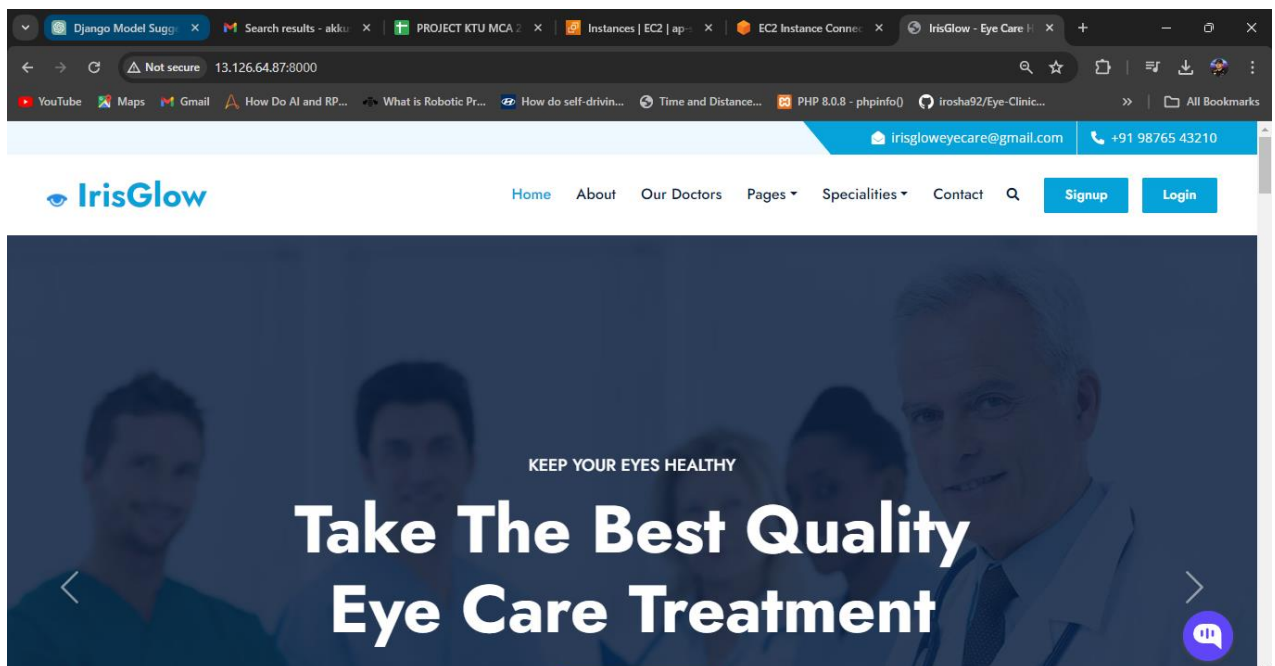 Django Model Sugge
Search results - akku
PROJECT KTU MCA 2
Instances | EC2 | ap-s
EC2 Instance Connec
IrisGlow - Eye Care H
Not secure
13.126.64.87:8000
YouTube
Maps
Gmail
How Do AI and RP...
What is Robotic Pr...
How do self-drivin...
Time and Distance...
PHP 8.0.8 - phpinfo()
irosha92/Eye-Clinic...
»
All Bookmarks
irisgloweyecare@gmail.com
+91 98765 43210
IrisGlow
Home
About
Our Doctors
Pages
Specialities
Contact
Signup
Login
KEEP YOUR EYES HEALTHY
Take The Best Quality
Eye Care Treatment